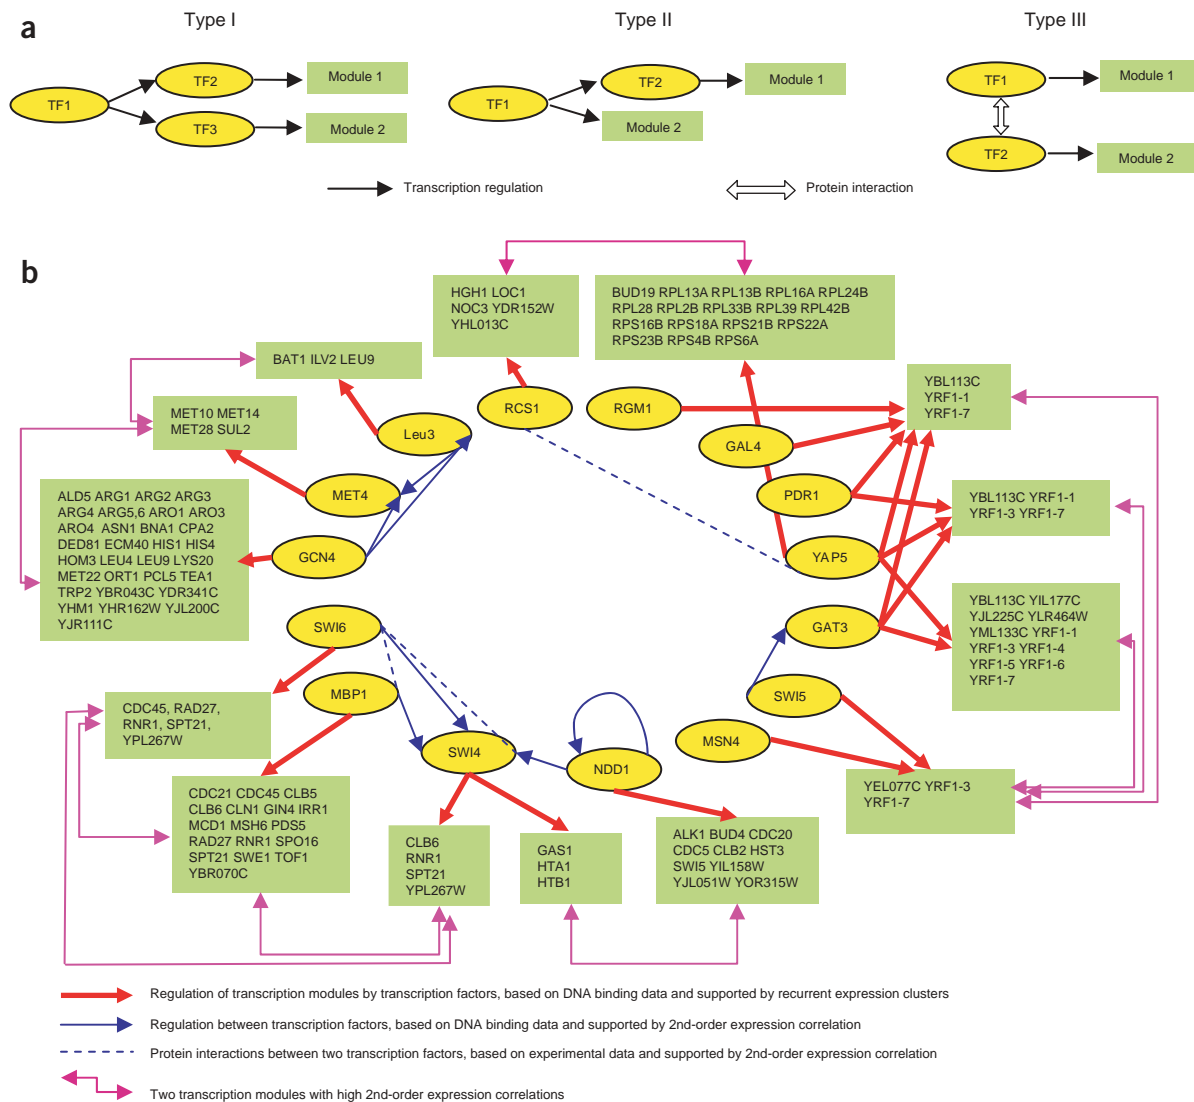 a
Type I
Type II
Type III
TF1
TF2
Module 1
TF3
Module 2
TF1
TF2
Module 1
Module 2
TF1
Module 1
TF2
Module 2
Transcription regulation
Protein interaction
b
HGH1 LOC1
NOC3 YDR152W
YHL013C
BUD19 RPL13A RPL13B RPL16A RPL24B
RPL28 RPL2B RPL33B RPL39 RPL42B
RPS16B RPS18A RPS21B RPS22A
RPS23B RPS4B RPS6A
BAT1 ILV2 LEU9
MET10 MET14
MET28 SUL2
YBL113C
YRF1-1
YRF1-7
RCS1
RGM1
Leu3
GAL4
MET4
PDR1
ALD5 ARG1 ARG2 ARG3
ARG4 ARG5,6 ARO1 ARO3
ARO4 ASN1 BNA1 CPA2
DED81 ECM40 HIS1 HIS4
HOM3 LEU4 LEU9 LYS20
MET22 ORT1 PCL5 TEA1
TRP2 YBR043C YDR341C
YHM1 YHR162W YJL200C
YJR111C
YBL113C YRF1-1
YRF1-3 YRF1-7
GCN4
YAP5
SWI6
GAT3
YBL113C YIL177C
YJL225C YLR464W
YML133C YRF1-1
YRF1-3 YRF1-4
YRF1-5 YRF1-6
YRF1-7
MBP1
SWI5
CDC45, RAD27,
RNR1, SPT21,
YPL267W
SWI4
NDD1
MSN4
YEL077C YRF1-3
YRF1-7
CDC21 CDC45 CLB5
CLB6 CLN1 GIN4 IRR1
MCD1 MSH6 PDS5
RAD27 RNR1 SPO16
SPT21 SWE1 TOF1
YBR070C
CLB6
RNR1
SPT21
YPL267W
GAS1
HTA1
HTB1
ALK1 BUD4 CDC20
CDC5 CLB2 HST3
SWI5 YIL158W
YJL051W YOR315W
Regulation of transcription modules by transcription factors, based on DNA binding data and supported by recurrent expression clusters
Regulation between transcription factors, based on DNA binding data and supported by 2nd-order expression correlation
Protein interactions between two transcription factors, based on experimental data and supported by 2nd-order expression correlation
Two transcription modules with high 2nd-order expression correlations